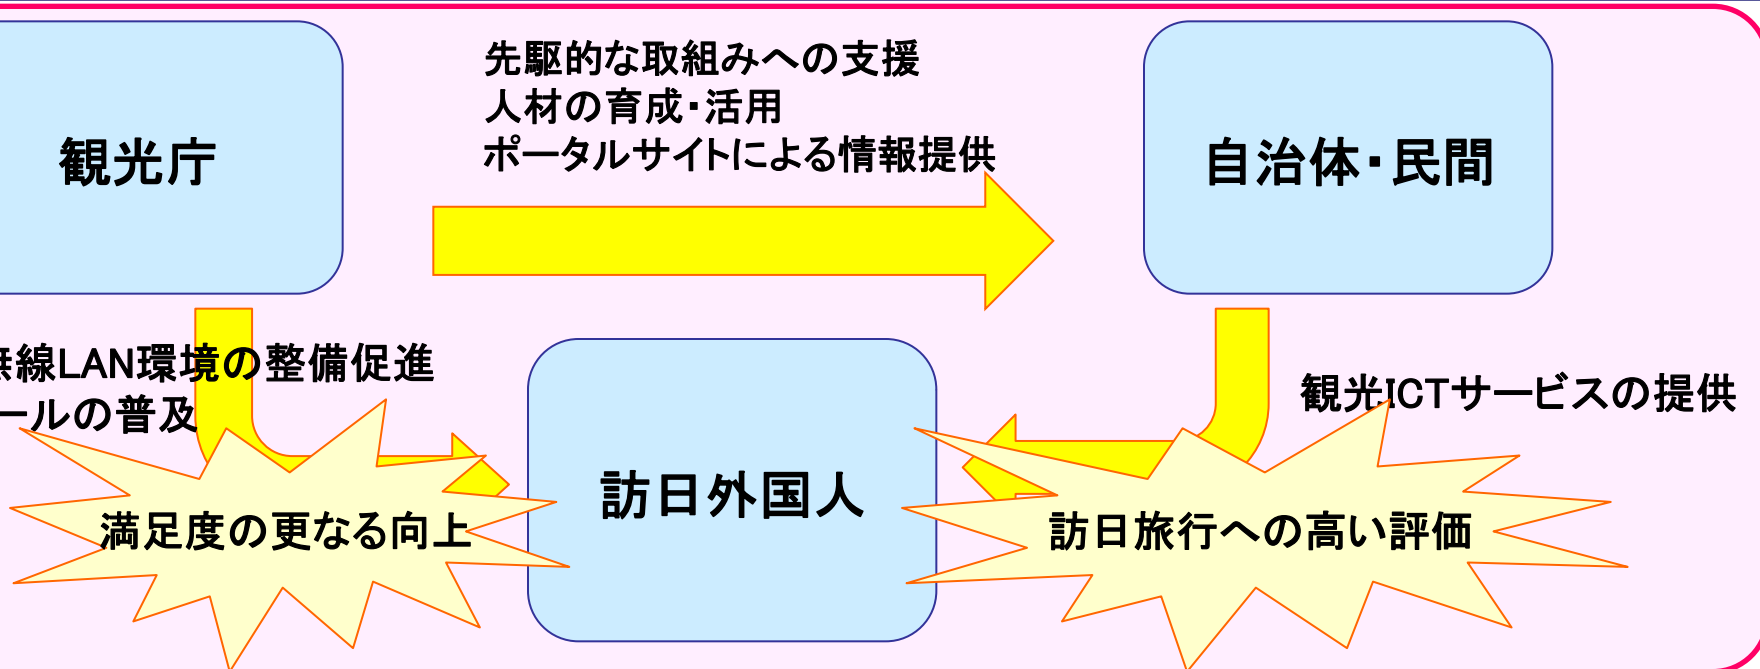 観光庁
先駆的な取組みへの支援
人材の育成・活用
ポータルサイトによる情報提供
自治体・民間
無線LAN環境の整備促進
ールの普及
観光ICTサービスの提供
訪日外国人
満足度の更なる向上
訪日旅行への高い評価